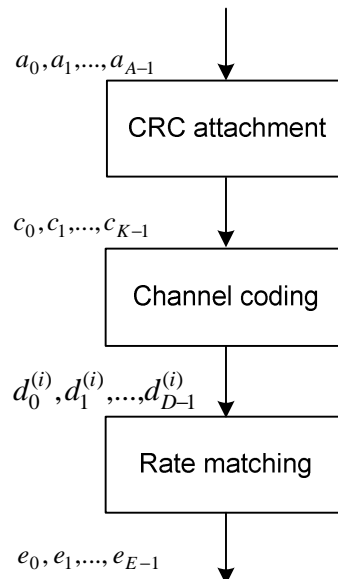 a_0, a_1,..., a_{A-1}
CRC attachment
c_0, c_1,..., c_{K-1}
Channel coding
d_0^{(i)}, d_1^{(i)},..., d_{D-1}^{(i)}
Rate matching
e_0, e_1,..., e_{E-1}